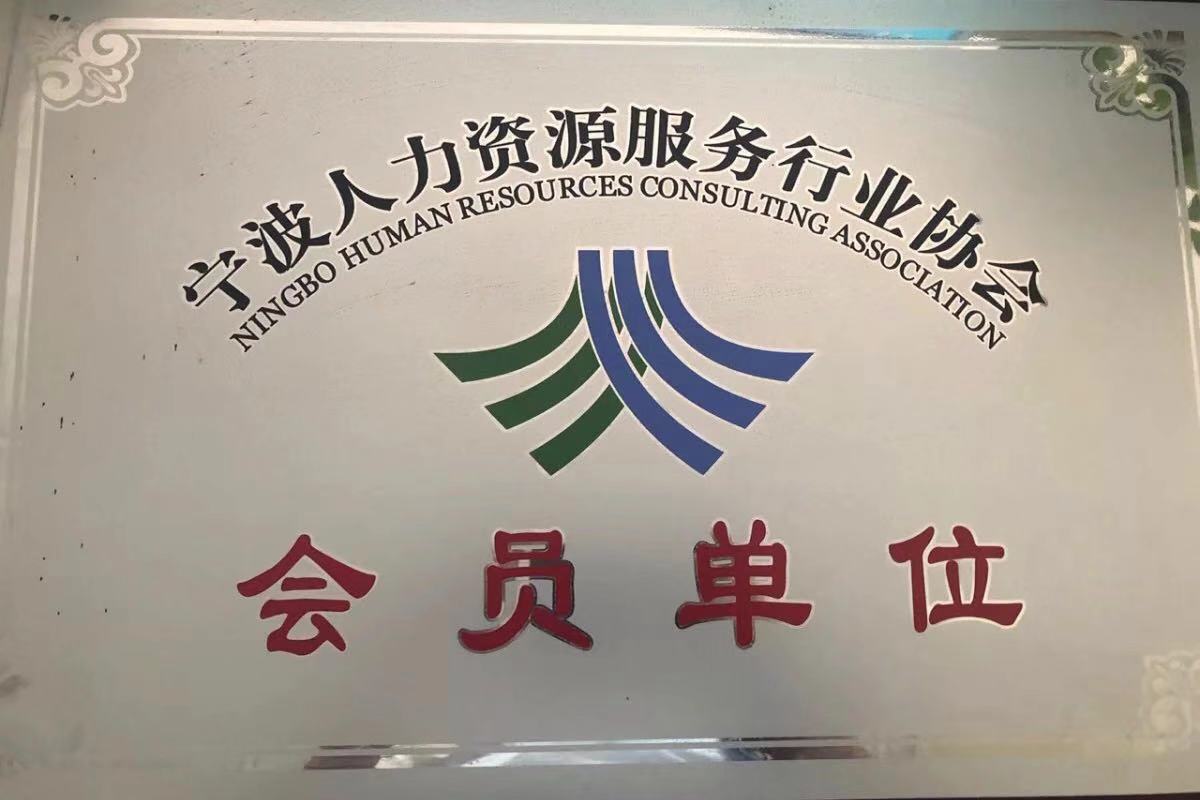 宁波人力资源服务行业协会
NINGBO HUMAN RESOURCES CONSULTING ASSOCIATION
会员单位